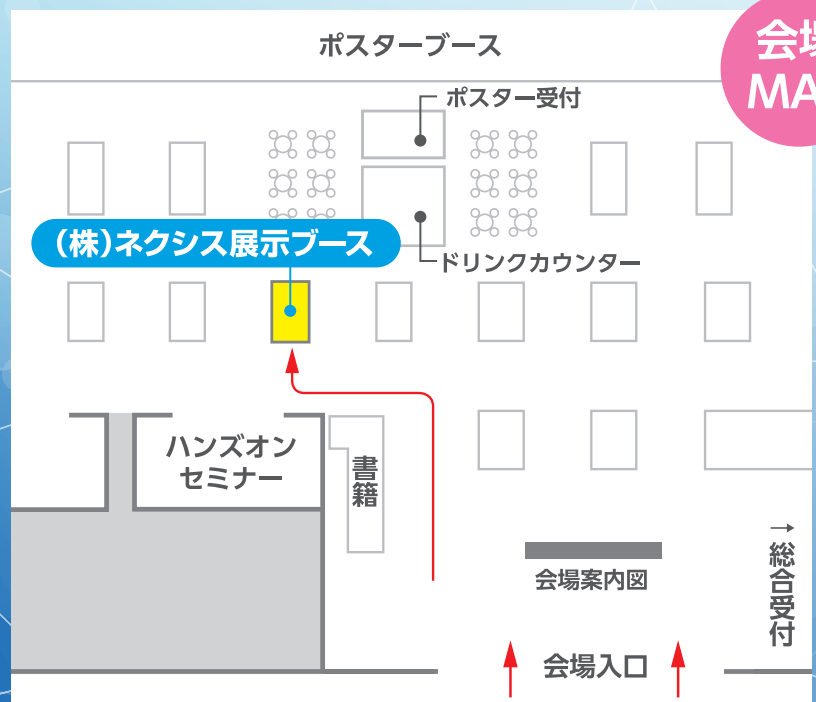 ポスターブース
会場
MA
ポスター受付
(株)ネクシス展示ブース
ドリンクカウンター
ハンズオン
セミナー
書籍
会場案内図
→総合受付
会場入口